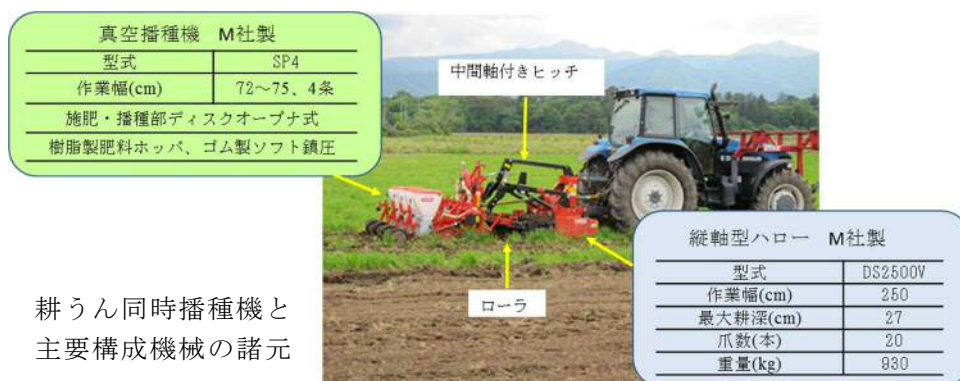 真空播種機 M社製
型式 SP4
作業幅(cm) 72～75、4条
施肥・播種部ディスクオープナ式
樹脂製肥料ホッパ、ゴム製ソフト鎮圧
中間軸付きヒッチ
ローラ
縦軸型ハロー M社製
型式 DS2500V
作業幅(cm) 250
最大耕深(cm) 27
爪数(本) 20
重量(kg) 930
耕うん同時播種機と
主要構成機械の諸元